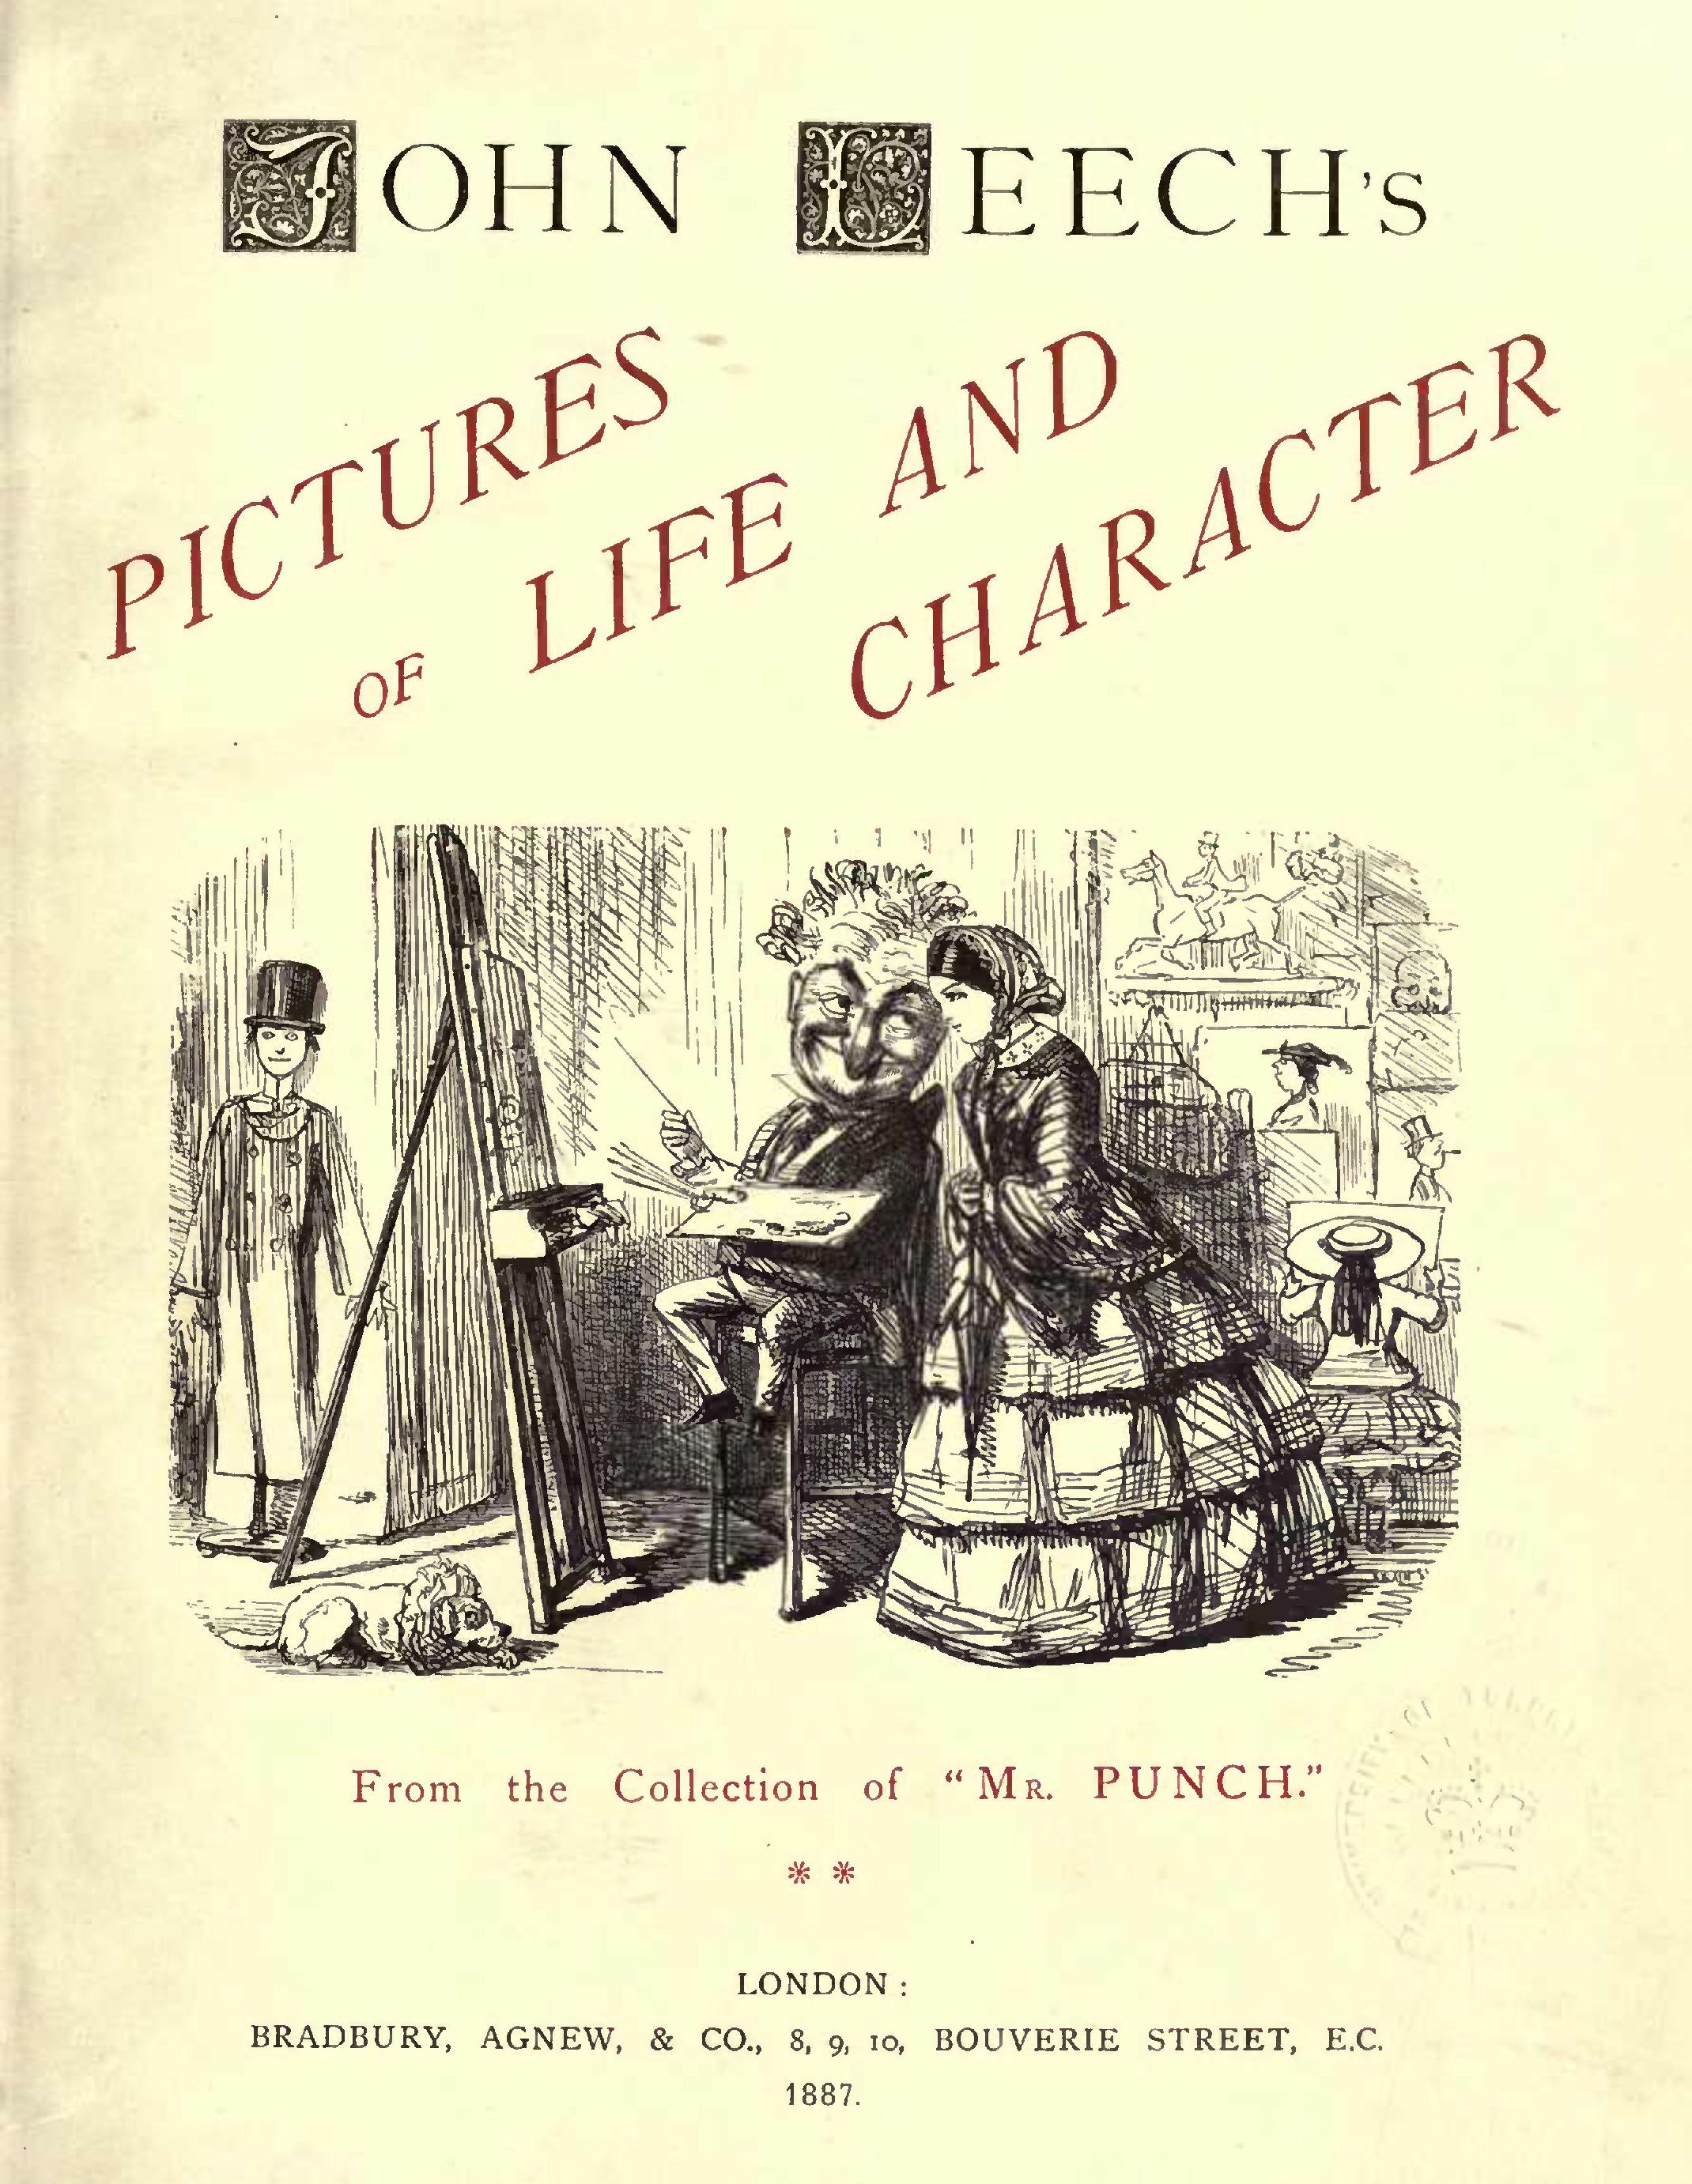 JOHN LEECH'S
PICTURES
OF LIFE AND
CHARACTER
From the Collection of "MR. PUNCH."
* *
LONDON:
BRADBURY, AGNEW, & CO., 8, 9, 10, BOUVERIE STREET, E.C.
1887.